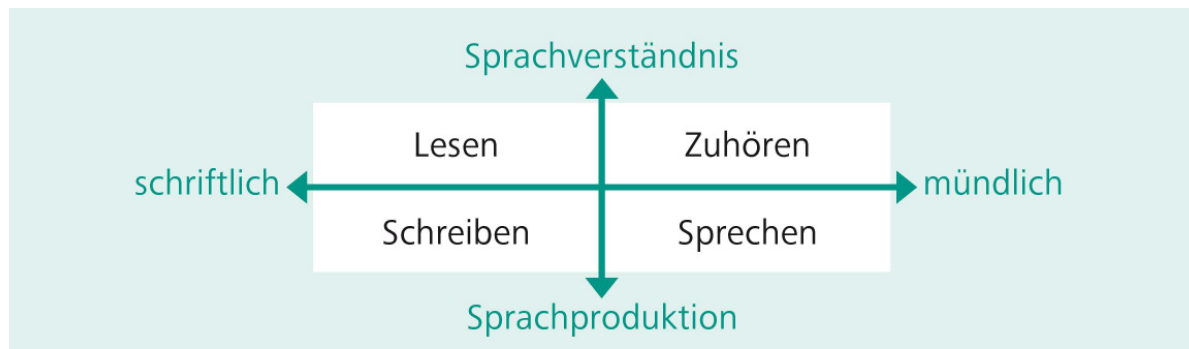 Sprachverständnis
Lesen Zuhören
schriftlich mündlich
Schreiben Sprechen
Sprachproduktion